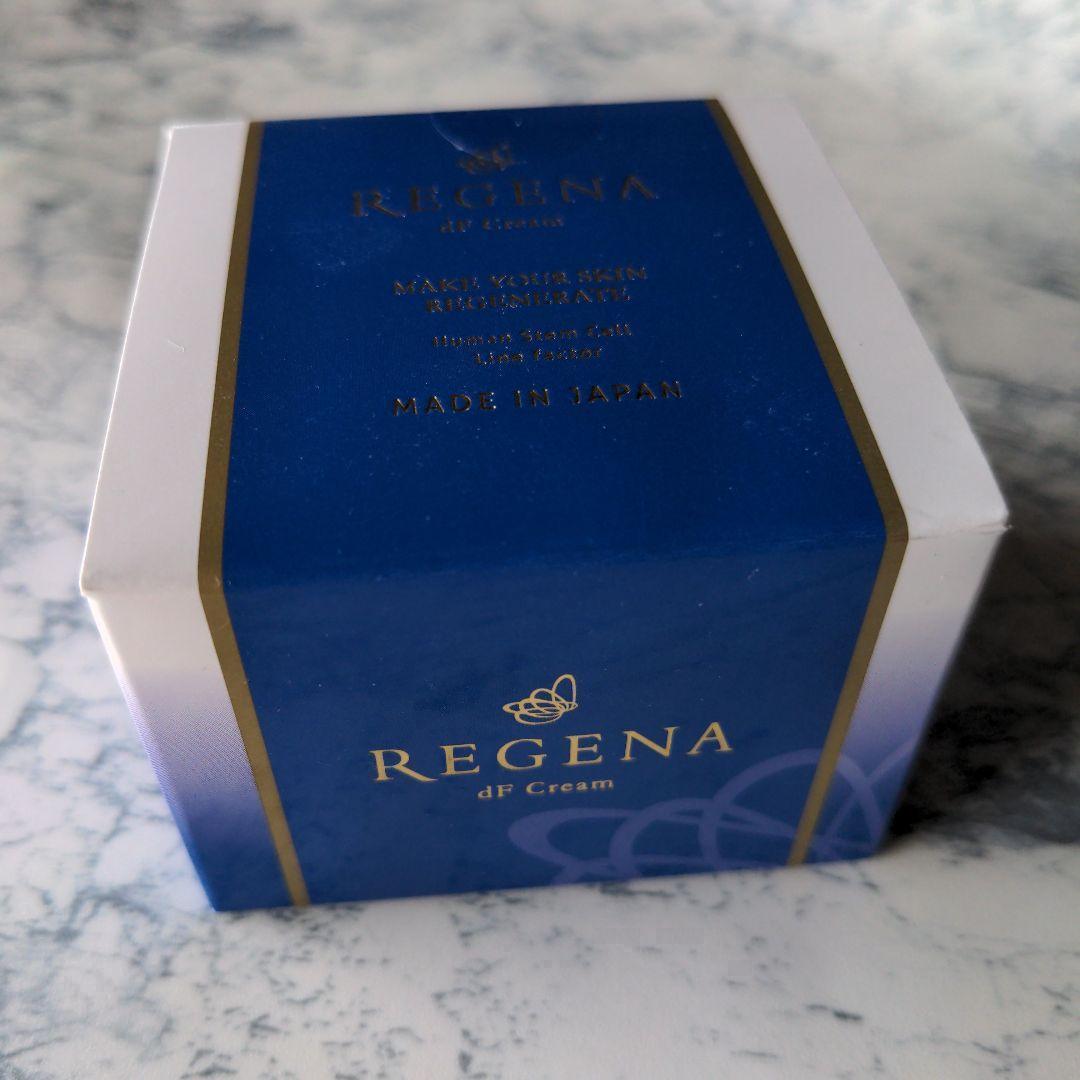 REGENA
dF Cream
MAKE YOUR SKIN
REGENERATE
Human Stem Cell
Line factor
MADE IN JAPAN
REGENA
dF Cream